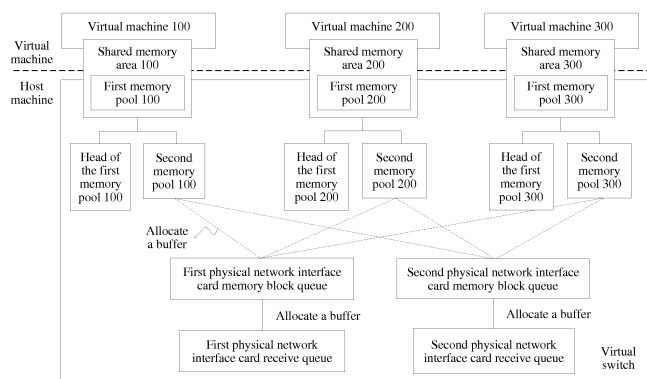 Virtual machine 100
Virtual machine 200
Virtual machine 300
Virtual
machine
Host
machine
Shared memory
area 100
First memory
pool 100
Shared memory
area 200
First memory
pool 200
Shared memory
area 300
First memory
pool 300
Head of
the first
memory
pool 100
Second
memory
pool 100
Head of
the first
memory
pool 200
Second
memory
pool 200
Head of
the first
memory
pool 300
Second
memory
pool 300
Allocate
a buffer
First physical network interface
card memory block queue
Second physical network interface
card memory block queue
Allocate a buffer
Allocate a buffer
First physical network
interface card receive queue
Second physical network
interface card receive queue
Virtual
switch